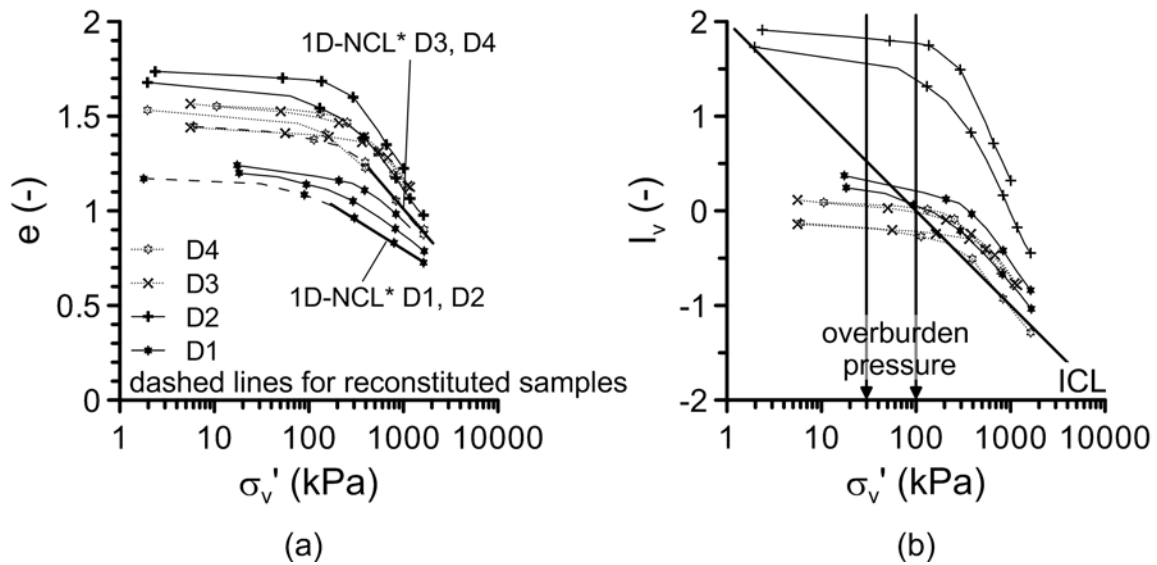 2
1D-NCL* D3, D4
1.5
e (-)
1
D4
D3
0.5
D2
1D-NCL* D1, D2
D1
dashed lines for reconstituted samples
0
1 10 100 1000 10000
σv' (kPa)
(a)
2
1
Iv (-)
0
-1
overburden
pressure
ICL
-2
1 10 100 1000 10000
σv' (kPa)
(b)